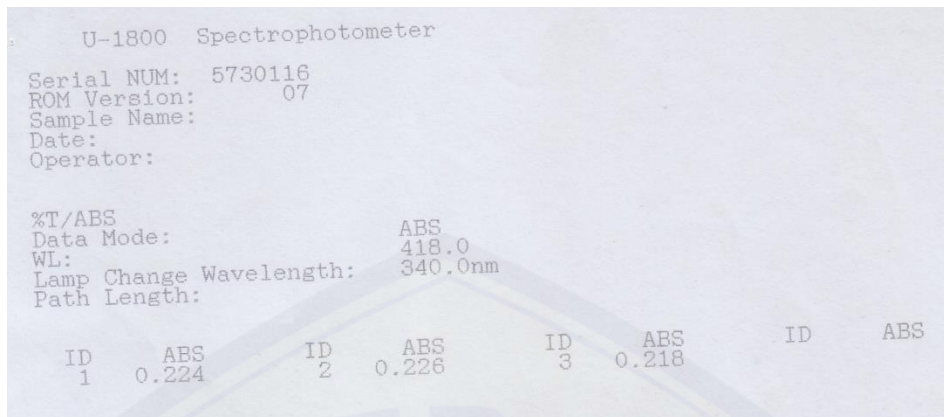 U-1800 Spectrophotometer
Serial NUM: 5730116
ROM Version: 07
Sample Name:
Date:
Operator:
%T/ABS
Data Mode: ABS
WL: 418.0
Lamp Change Wavelength: 340.0nm
Path Length:
ID ABS ID ABS ID ABS ID ABS
1 0.224 2 0.226 3 0.218